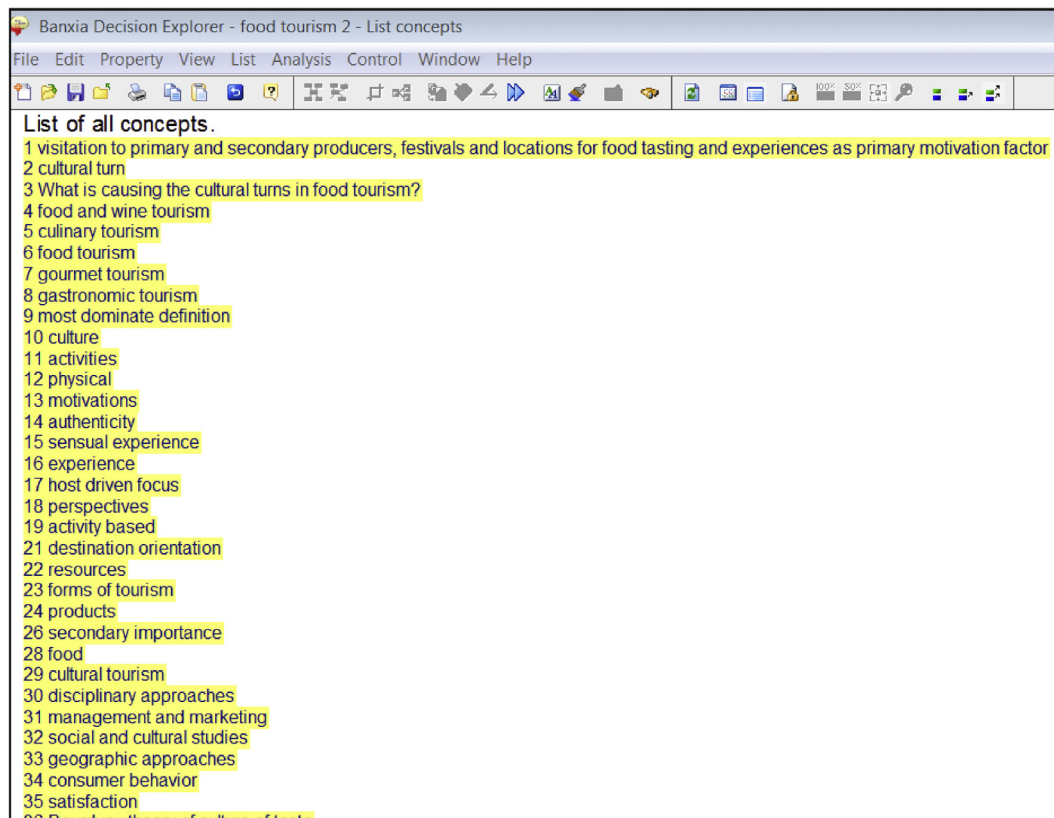 Banxia Decision Explorer - food tourism 2 - List concepts
File Edit Property View List Analysis Control Window Help
List of all concepts.
1 visitation to primary and secondary producers, festivals and locations for food tasting and experiences as primary motivation factor
2 cultural turn
3 What is causing the cultural turns in food tourism?
4 food and wine tourism
5 culinary tourism
6 food tourism
7 gourmet tourism
8 gastronomic tourism
9 most dominate definition
10 culture
11 activities
12 physical
13 motivations
14 authenticity
15 sensual experience
16 experience
17 host driven focus
18 perspectives
19 activity based
21 destination orientation
22 resources
23 forms of tourism
24 products
26 secondary importance
28 food
29 cultural tourism
30 disciplinary approaches
31 management and marketing
32 social and cultural studies
33 geographic approaches
34 consumer behavior
35 satisfaction